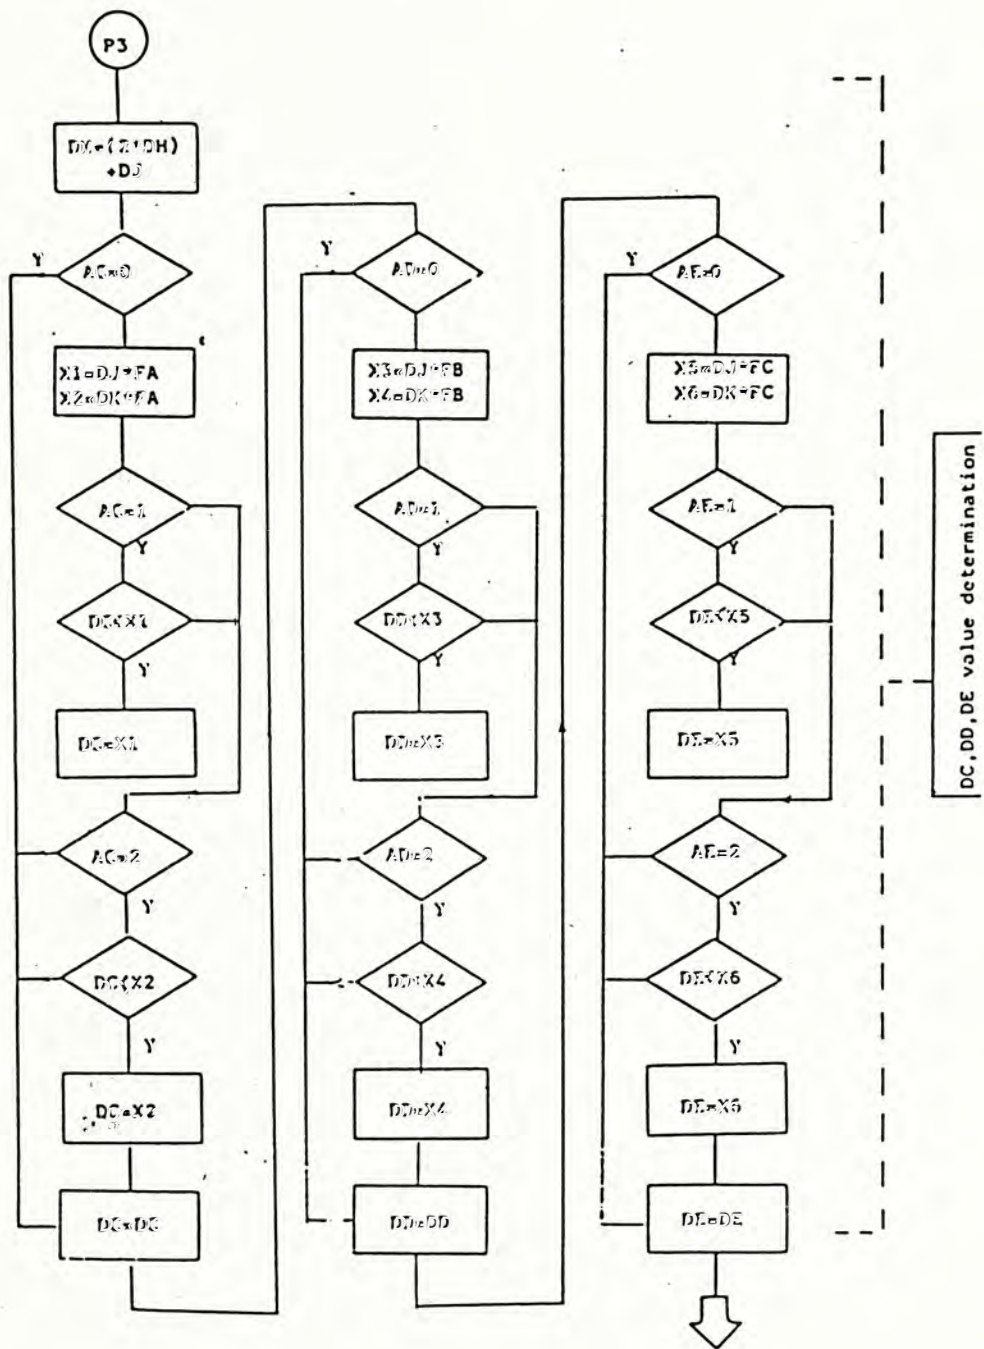 P3
DK=(2*DH)
+DJ
Y
AC=0
X1=DJ*FA
X2=DK*FA
AC=1
Y
DC<X1
Y
DC=X1
AC=2
Y
DC<X2
Y
DC=X2
DC=DC
Y
AD=0
X3=DJ*FB
X4=DK*FB
AD=1
Y
DD<X3
Y
DD=X3
AD=2
Y
DD<X4
Y
DD=X4
DD=DD
Y
AE=0
X5=DJ*FC
X6=DK*FC
AE=1
Y
DE<X5
Y
DE=X5
AE=2
Y
DE<X6
Y
DE=X6
DE=DE
DC,DD,DE value determination